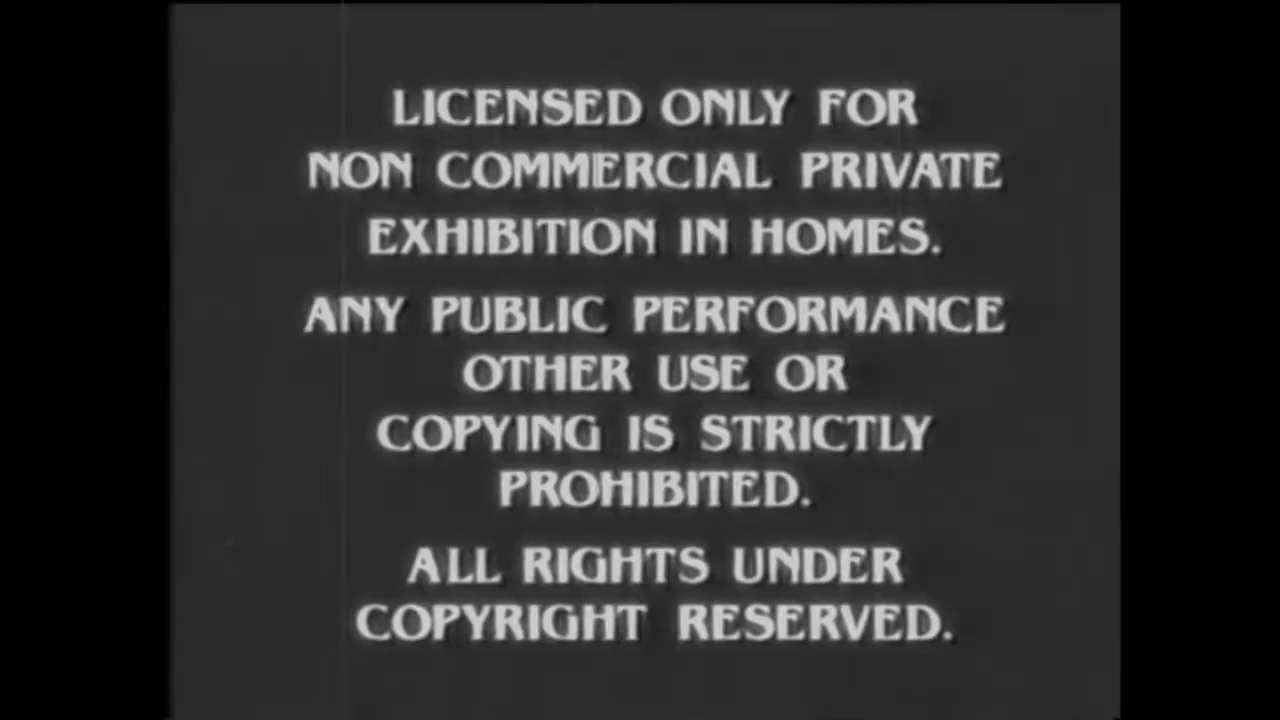 LICENSED ONLY FOR
NON COMMERCIAL PRIVATE
EXHIBITION IN HOMES.
ANY PUBLIC PERFORMANCE
OTHER USE OR
COPYING IS STRICTLY
PROHIBITED.
ALL RIGHTS UNDER
COPYRIGHT RESERVED.